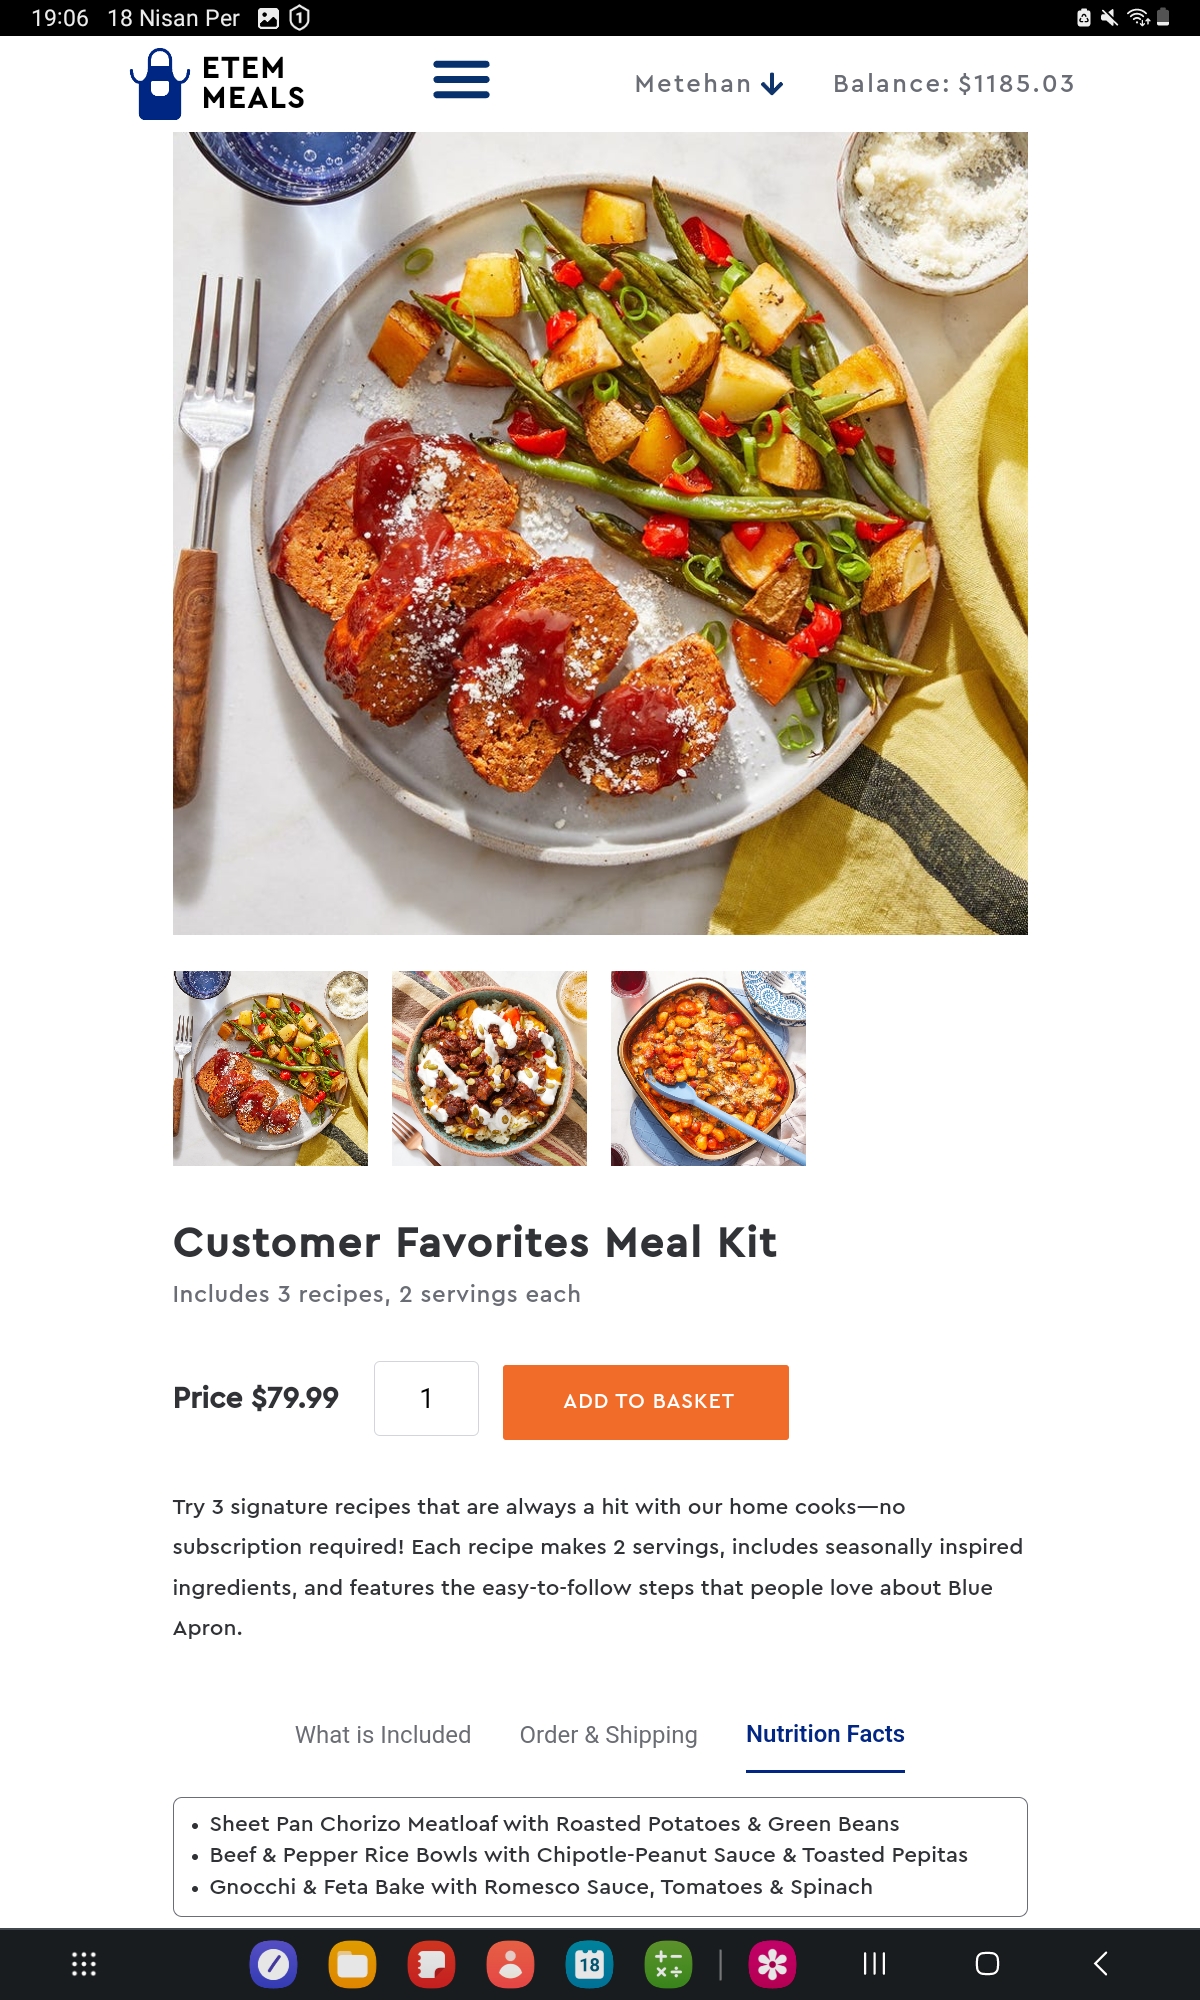 19:06 18 Nisan Per 1
ETEM
MEALS
Metehan Balance: $1185.03
Customer Favorites Meal Kit
Includes 3 recipes, 2 servings each
Price $79.99 1 ADD TO BASKET
Try 3 signature recipes that are always a hit with our home cooks—no
subscription required! Each recipe makes 2 servings, includes seasonally inspired
ingredients, and features the easy-to-follow steps that people love about Blue
Apron.
What is Included Order & Shipping Nutrition Facts
• Sheet Pan Chorizo Meatloaf with Roasted Potatoes & Green Beans
• Beef & Pepper Rice Bowls with Chipotle-Peanut Sauce & Toasted Pepitas
• Gnocchi & Feta Bake with Romesco Sauce, Tomatoes & Spinach
18